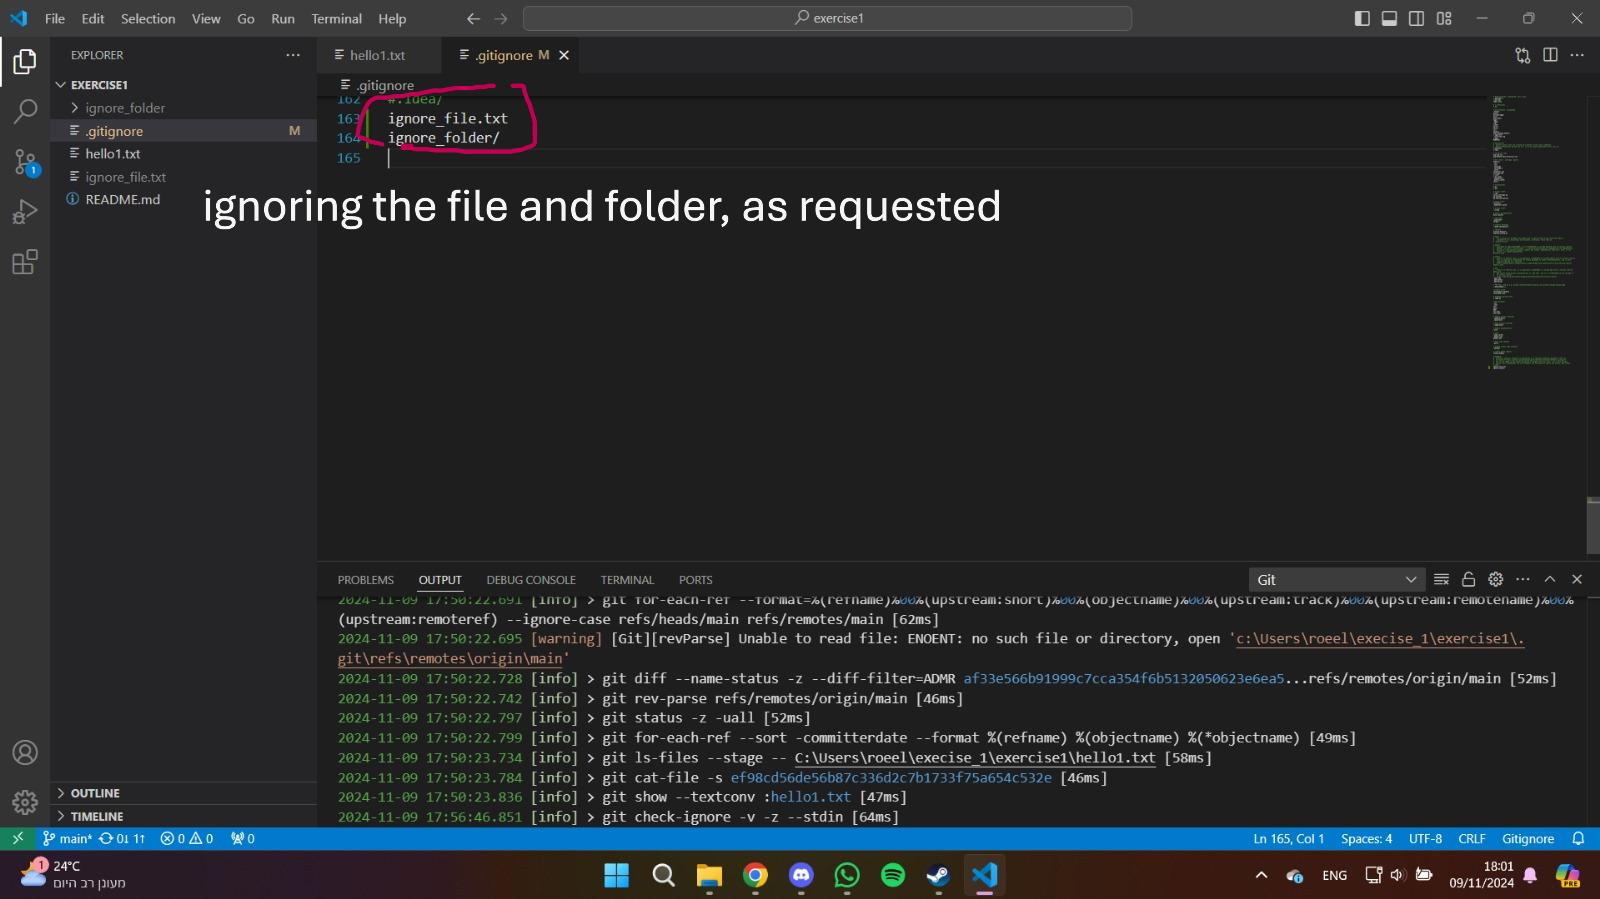 File Edit Selection View Go Run Terminal Help
exercise1
EXPLORER
EXERCISE1
ignore_folder
.gitignore M
hello1.txt
ignore_file.txt
README.md
OUTLINE
TIMELINE
hello1.txt
.gitignore M
.gitignore
162 #.idea/
163 ignore_file.txt
164 ignore_folder/
165
ignoring the file and folder, as requested
PROBLEMS OUTPUT DEBUG CONSOLE TERMINAL PORTS
Git
2024-11-09 17:50:22.691 [info] > git for-each-ref --format=%(refname)%00%(upstream:short)%00%(objectname)%00%(upstream:track)%00%(upstream:remotename)%00%
(upstream:remoteref) --ignore-case refs/heads/main refs/remotes/main [62ms]
2024-11-09 17:50:22.695 [warning] [Git][revParse] Unable to read file: ENOENT: no such file or directory, open 'c:\Users\roeel\execise_1\exercise1\.
git\refs\remotes\origin\main'
2024-11-09 17:50:22.728 [info] > git diff --name-status -z --diff-filter=ADMR af33e566b91999c7cca354f6b5132050623e6ea5...refs/remotes/origin/main [52ms]
2024-11-09 17:50:22.742 [info] > git rev-parse refs/remotes/origin/main [46ms]
2024-11-09 17:50:22.797 [info] > git status -z -uall [52ms]
2024-11-09 17:50:22.799 [info] > git for-each-ref --sort -committerdate --format %(refname) %(objectname) %(*objectname) [49ms]
2024-11-09 17:50:23.734 [info] > git ls-files --stage -- C:\Users\roeel\execise_1\exercise1\hello1.txt [58ms]
2024-11-09 17:50:23.784 [info] > git cat-file -s ef98cd56de56b87c336d2c7b1733f75a654c532e [46ms]
2024-11-09 17:50:23.836 [info] > git show --textconv :hello1.txt [47ms]
2024-11-09 17:56:46.851 [info] > git check-ignore -v -z --stdin [64ms]
main* 0↓ 1↑ 0 0 0
Ln 165, Col 1 Spaces: 4 UTF-8 CRLF Gitignore
1
24°C
מעונן רב היום
ENG
18:01
09/11/2024
PRE